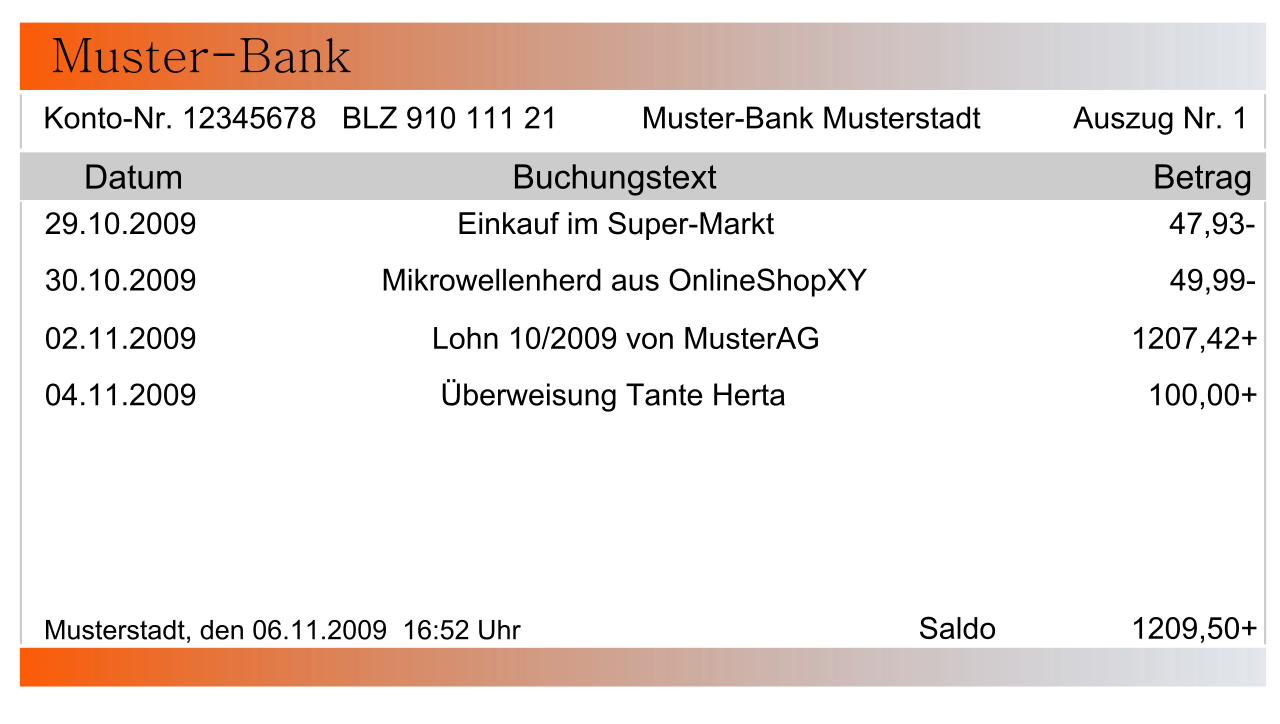 Muster-Bank
Konto-Nr. 12345678 BLZ 910 111 21 Muster-Bank Musterstadt Auszug Nr. 1
Datum Buchungstext Betrag
29.10.2009 Einkauf im Super-Markt 47,93-
30.10.2009 Mikrowellenherd aus OnlineShopXY 49,99-
02.11.2009 Lohn 10/2009 von MusterAG 1207,42+
04.11.2009 Überweisung Tante Herta 100,00+
Musterstadt, den 06.11.2009 16:52 Uhr Saldo 1209,50+